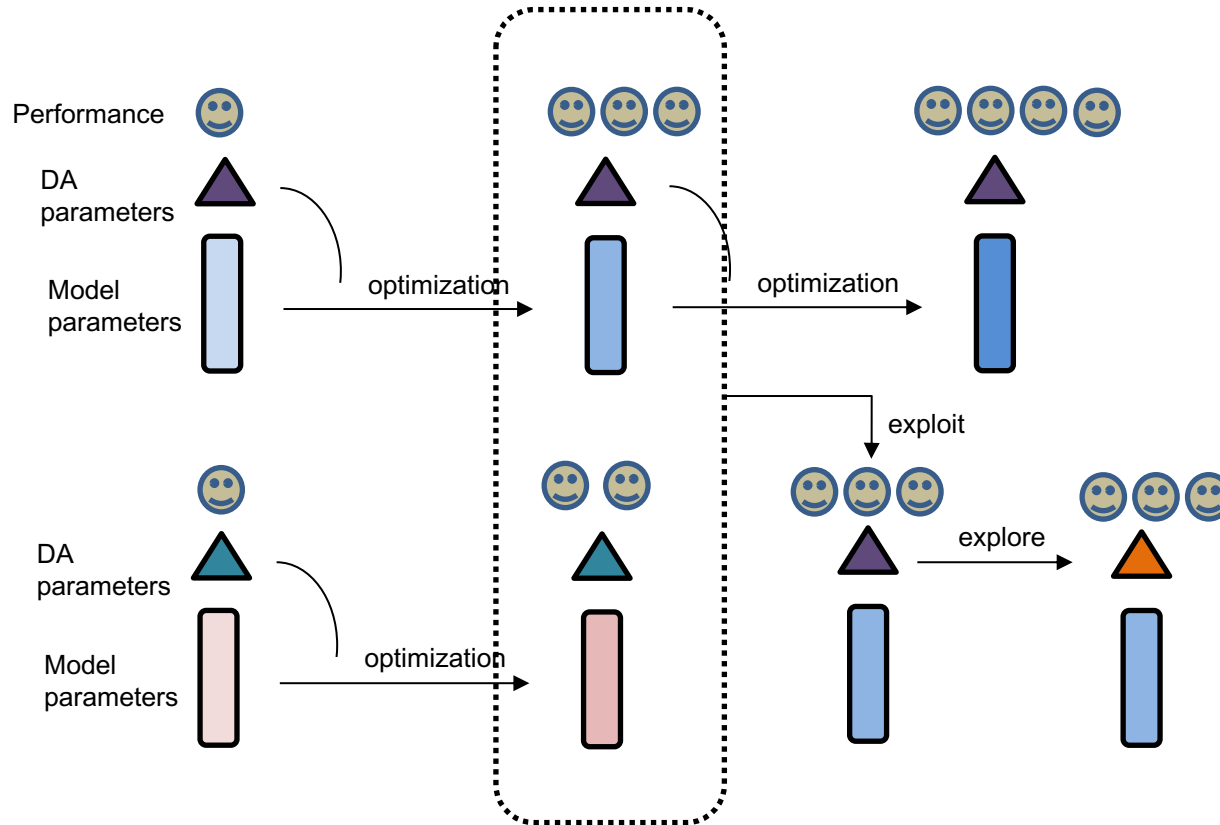 Performance
DA
parameters
Model
parameters
optimization
optimization
exploit
DA
parameters
explore
Model
parameters
optimization